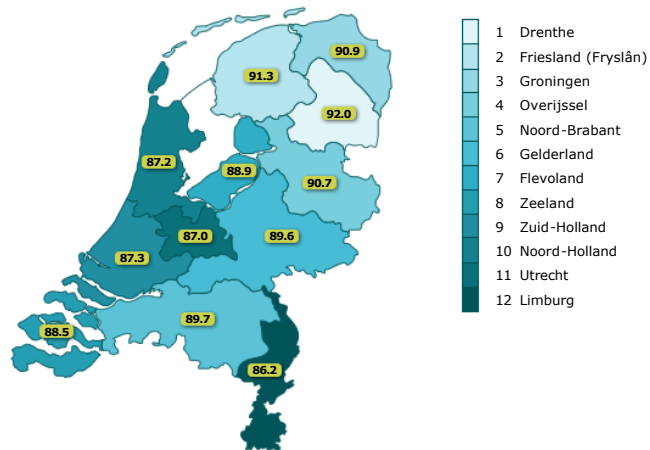 90.9
91.3
92.0
87.2
88.9
90.7
87.0
89.6
87.3
89.7
88.5
86.2
1 Drenthe
2 Friesland (Fryslân)
3 Groningen
4 Overijssel
5 Noord-Brabant
6 Gelderland
7 Flevoland
8 Zeeland
9 Zuid-Holland
10 Noord-Holland
11 Utrecht
12 Limburg